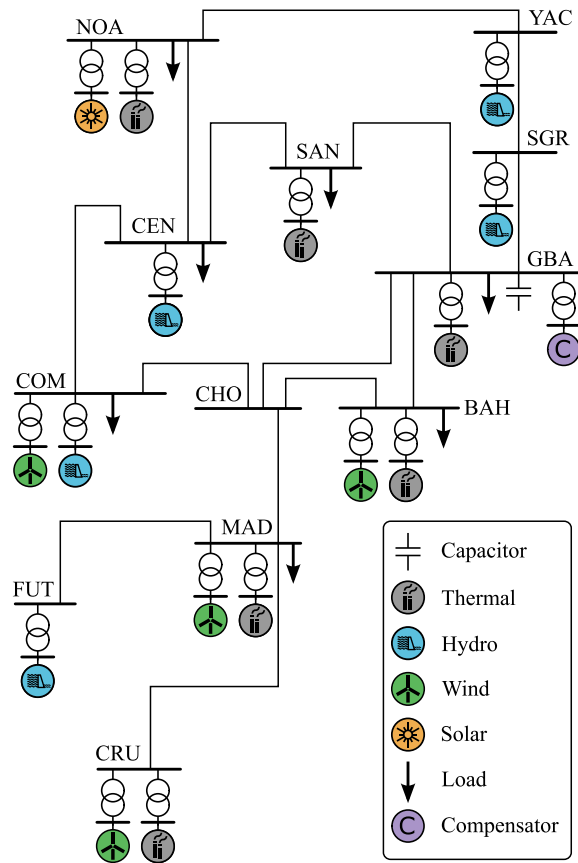 NOA
YAC
SAN
SGR
CEN
GBA
C
COM
CHO
BAH
MAD
FUT
CRU
Capacitor
Thermal
Hydro
Wind
Solar
Load
C Compensator